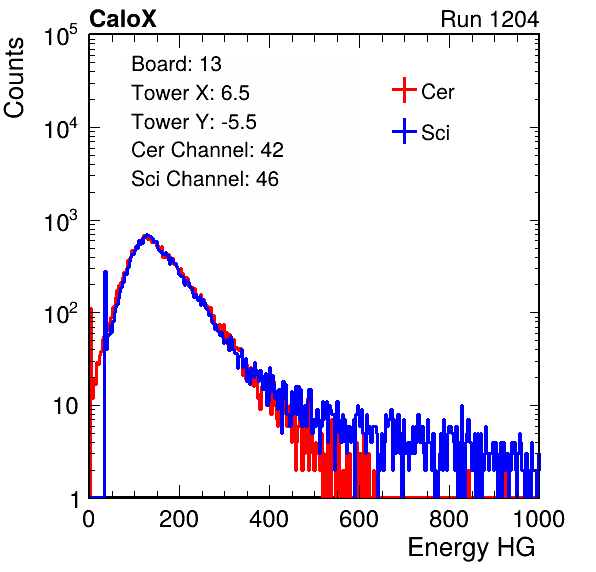 CaloX Run 1204
Counts
10^5
10^4
10^3
10^2
10
1
Board: 13
Tower X: 6.5
Tower Y: -5.5
Cer Channel: 42
Sci Channel: 46
Cer
Sci
0 200 400 600 800 1000
Energy HG